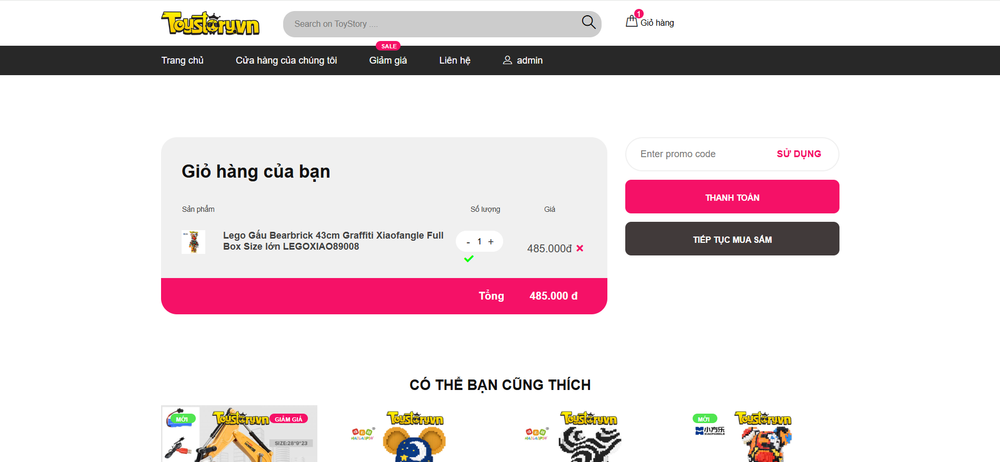 Toystory.vn
Search on ToyStory ....
1
Giỏ hàng
SALE
Trang chủ
Cửa hàng của chúng tôi
Giảm giá
Liên hệ
admin
Giỏ hàng của bạn
Sản phẩm
Số lượng
Giá
Lego Gấu Bearbrick 43cm Graffiti Xiaofangle Full
Box Size lớn LEGOXIAO89008
- 1 +
485.000đ
Tổng
485.000 đ
Enter promo code
SỬ DỤNG
THANH TOÁN
TIẾP TỤC MUA SẮM
CÓ THỂ BẠN CŨNG THÍCH
MỚI
Toystory.vn
GIẢM GIÁ
SIZE:28*9*23
Toystory.vn
HAIGAIPIN
Toystory.vn
HAIGAIPIN
MỚI
Toystory.vn
小方乐
XIAOFANGLE